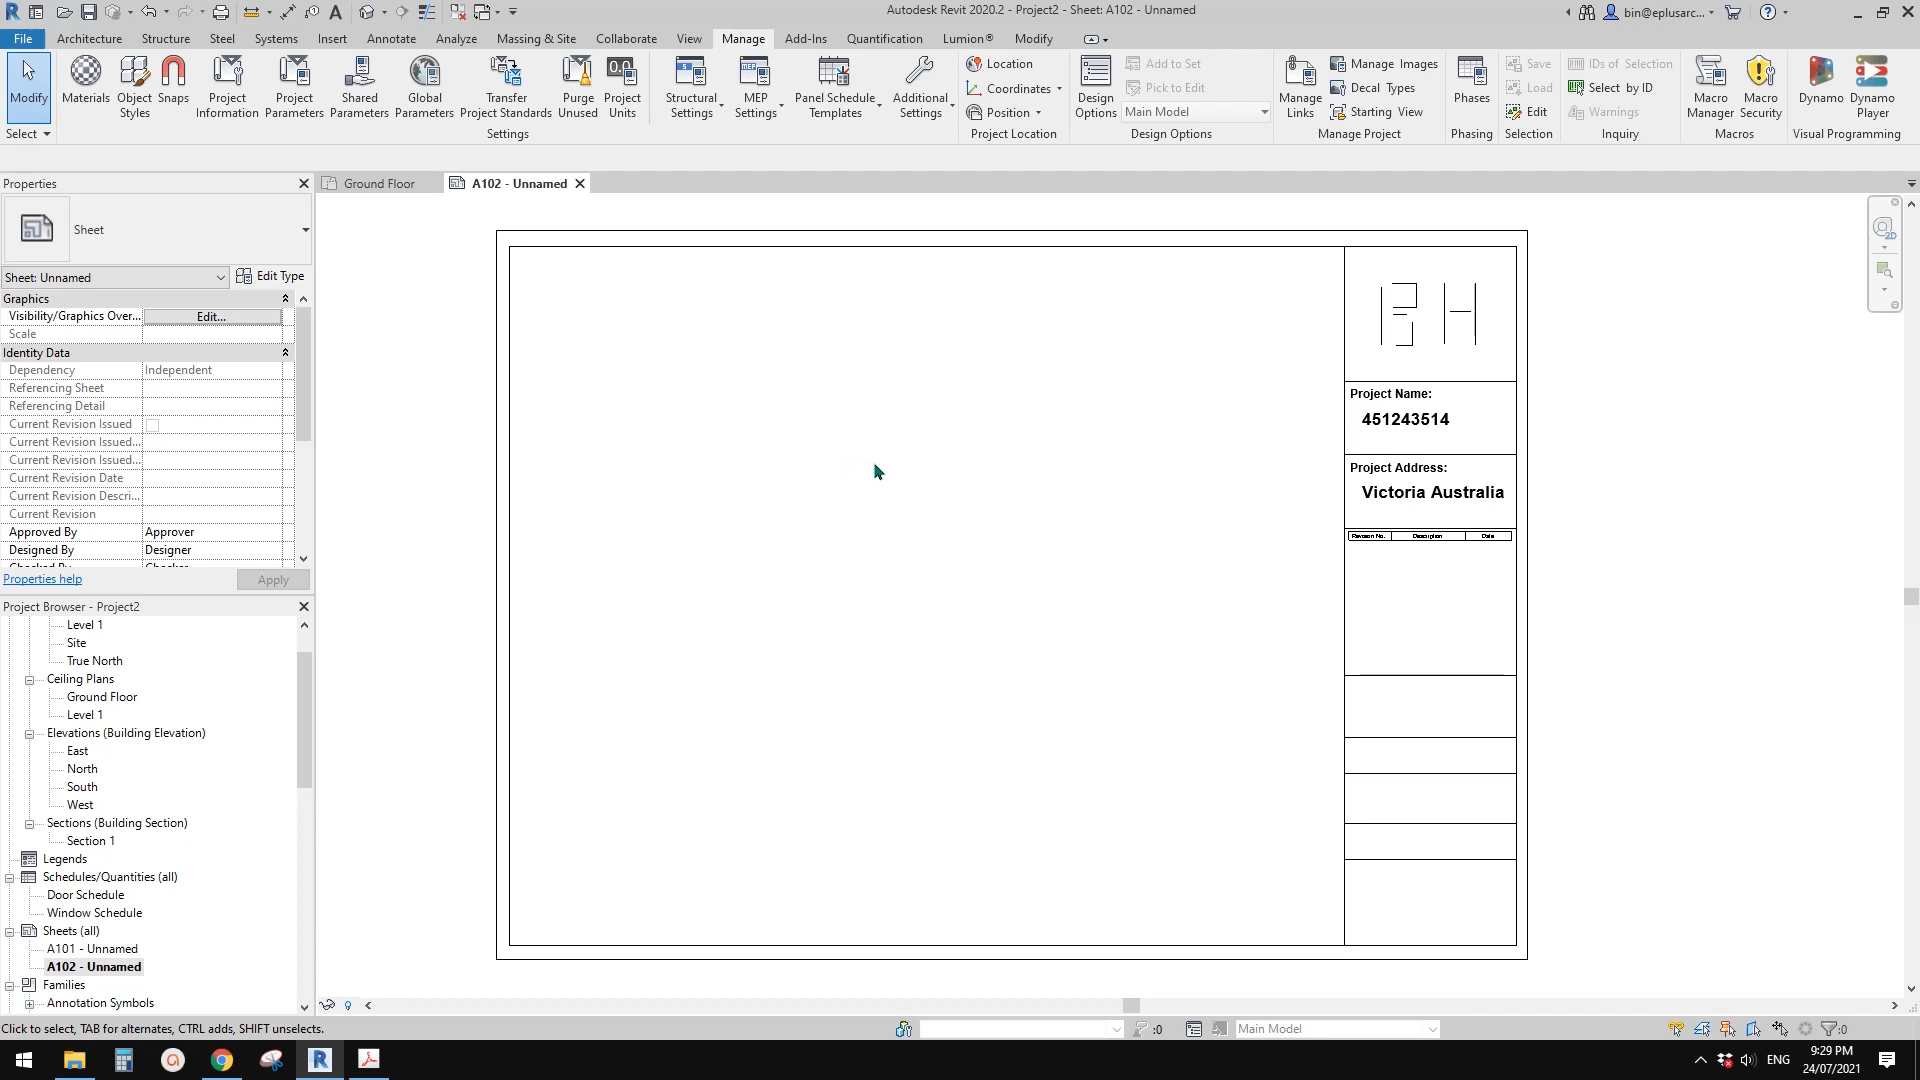 Autodesk Revit 2020.2 - Project2 - Sheet: A102 - Unnamed
bin@eplusarc...
File Architecture Structure Steel Systems Insert Annotate Analyze Massing & Site Collaborate View Manage Add-Ins Quantification Lumion® Modify
Modify
Materials
Object Styles
Snaps
Project Information
Project Parameters
Shared Parameters
Global Parameters
Transfer Project Standards
Purge Unused
Project Units
Structural Settings
MEP Settings
Panel Schedule Templates
Additional Settings
Location
Coordinates
Position
Design Options
Add to Set
Pick to Edit
Main Model
Manage Links
Manage Images
Decal Types
Starting View
Phases
Save
Load
Edit
IDs of Selection
Select by ID
Warnings
Macro Manager
Macro Security
Dynamo
Dynamo Player
Select Settings Project Location Design Options Manage Project Phasing Selection Inquiry Macros Visual Programming
Properties
Ground Floor
A102 - Unnamed
Sheet
Sheet: Unnamed
Edit Type
Graphics
Visibility/Graphics Over... Edit...
Scale
Identity Data
Dependency Independent
Referencing Sheet
Referencing Detail
Current Revision Issued
Current Revision Issued...
Current Revision Issued...
Current Revision Date
Current Revision Descri...
Current Revision
Approved By Approver
Designed By Designer
Checked By Checker
Properties help
Apply
Project Browser - Project2
Level 1
Site
True North
Ceiling Plans
Ground Floor
Level 1
Elevations (Building Elevation)
East
North
South
West
Sections (Building Section)
Section 1
Legends
Schedules/Quantities (all)
Door Schedule
Window Schedule
Sheets (all)
A101 - Unnamed
A102 - Unnamed
Families
Annotation Symbols
Project Name:
451243514
Project Address:
Victoria Australia
Revision No. Description Date
Click to select, TAB for alternates, CTRL adds, SHIFT unselects.
:0
Main Model
:0
ENG
9:29 PM
24/07/2021